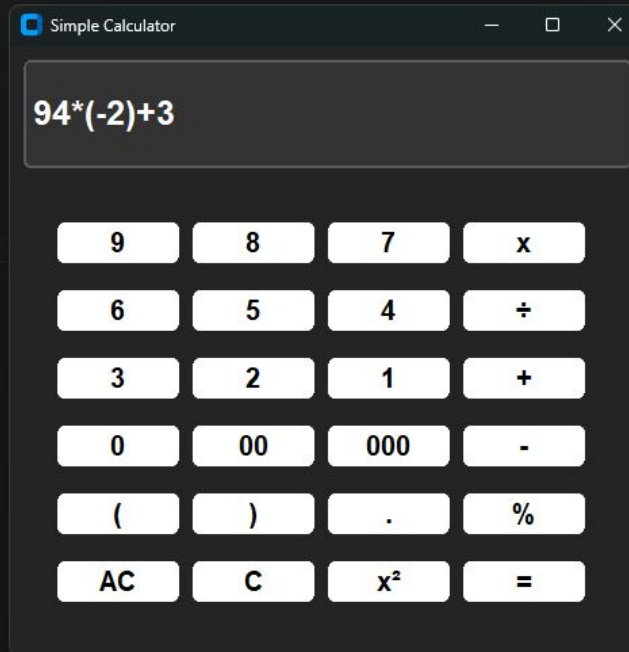 Simple Calculator
94*(-2)+3
9 8 7 x
6 5 4 ÷
3 2 1 +
0 00 000 -
( ) . %
AC C x² =